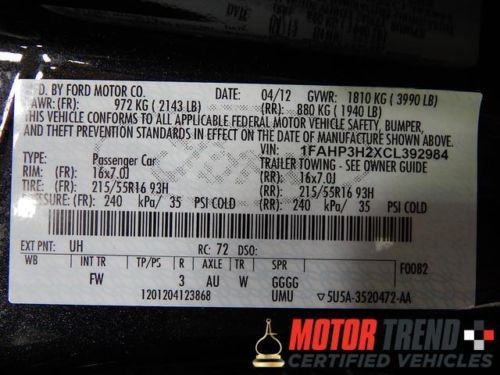 MFD. BY FORD MOTOR CO. DATE: 04/12 GVWR: 1810 KG ( 3990 LB)
GAWR: (FR): 972 KG ( 2143 LB) (RR): 880 KG ( 1940 LB)
THIS VEHICLE CONFORMS TO ALL APPLICABLE FEDERAL MOTOR VEHICLE SAFETY, BUMPER,
AND THEFT PREVENTION STANDARDS IN EFFECT ON THE DATE OF MANUFACTURE SHOWN ABOVE.
VIN: 1FAHP3H2XCL392984
TYPE: Passenger Car TRAILER TOWING - SEE OWNER GUIDE
RIM: (FR) 16x7.0J (RR): 16x7.0J
TIRE: (FR) 215/55R16 93H (RR) 215/55R16 93H
PRESSURE: (FR) 240 kPa/ 35 PSI COLD (RR) 240 kPa/ 35 PSI COLD
EXT PNT: UH RC: 72 DSO: F0082
WB INT TR TP/PS R AXLE TR SPR
FW 3 AU W GGGG
1201204123868 UMU ▽5U5A-3520472-AA
MOTOR TREND
CERTIFIED VEHICLES